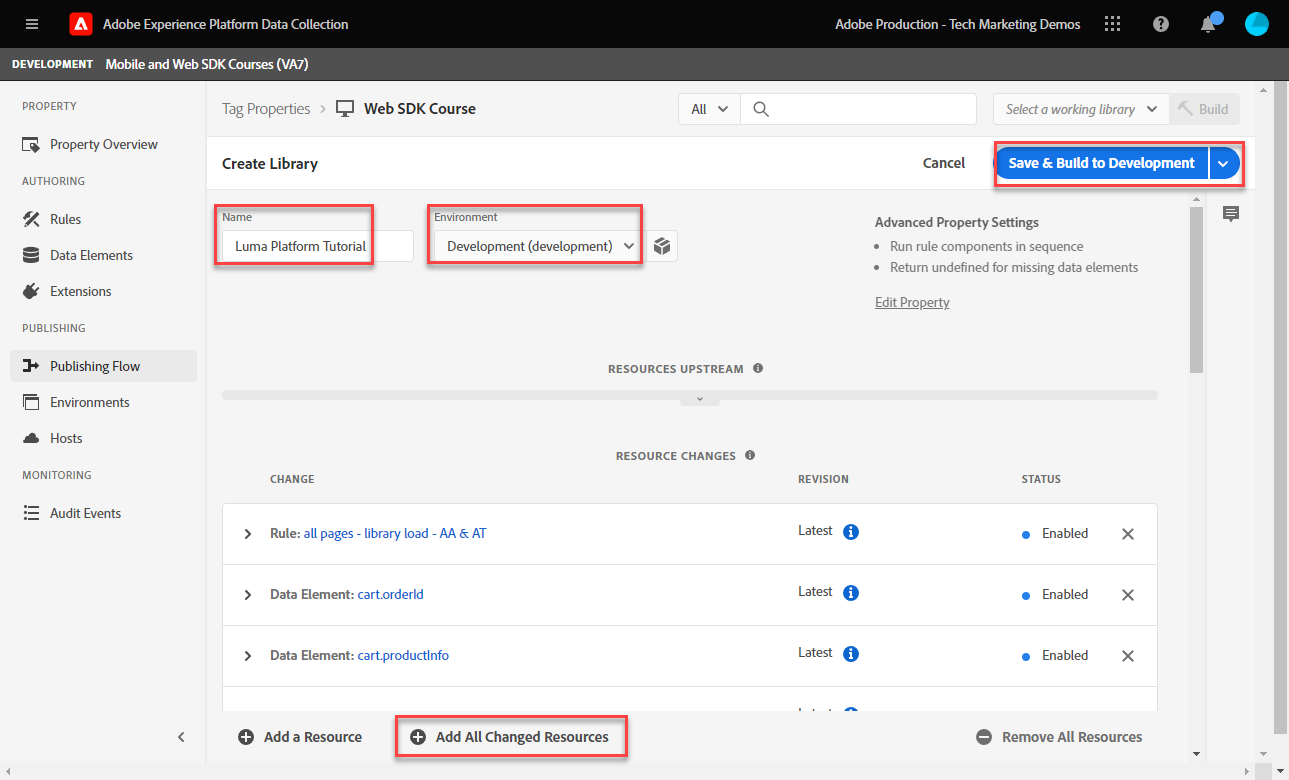 Adobe Experience Platform Data Collection
Adobe Production - Tech Marketing Demos
DEVELOPMENT Mobile and Web SDK Courses (VA7)
PROPERTY
Property Overview
AUTHORING
Rules
Data Elements
Extensions
PUBLISHING
Publishing Flow
Environments
Hosts
MONITORING
Audit Events
Tag Properties > Web SDK Course
All
Select a working library
Build
Create Library
Cancel
Save & Build to Development
Name
Luma Platform Tutorial
Environment
Development (development)
Advanced Property Settings
• Run rule components in sequence
• Return undefined for missing data elements
Edit Property
RESOURCES UPSTREAM
RESOURCE CHANGES
CHANGE REVISION STATUS
Rule: all pages - library load - AA & AT Latest Enabled
Data Element: cart.orderId Latest Enabled
Data Element: cart.productInfo Latest Enabled
Add a Resource
Add All Changed Resources
Remove All Resources